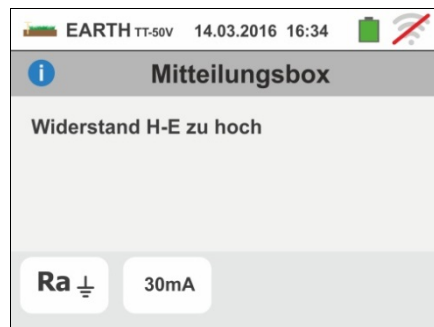 EARTH TT-50V 14.03.2016 16:34
i Mitteilungsbox
Widerstand H-E zu hoch
Ra 30mA